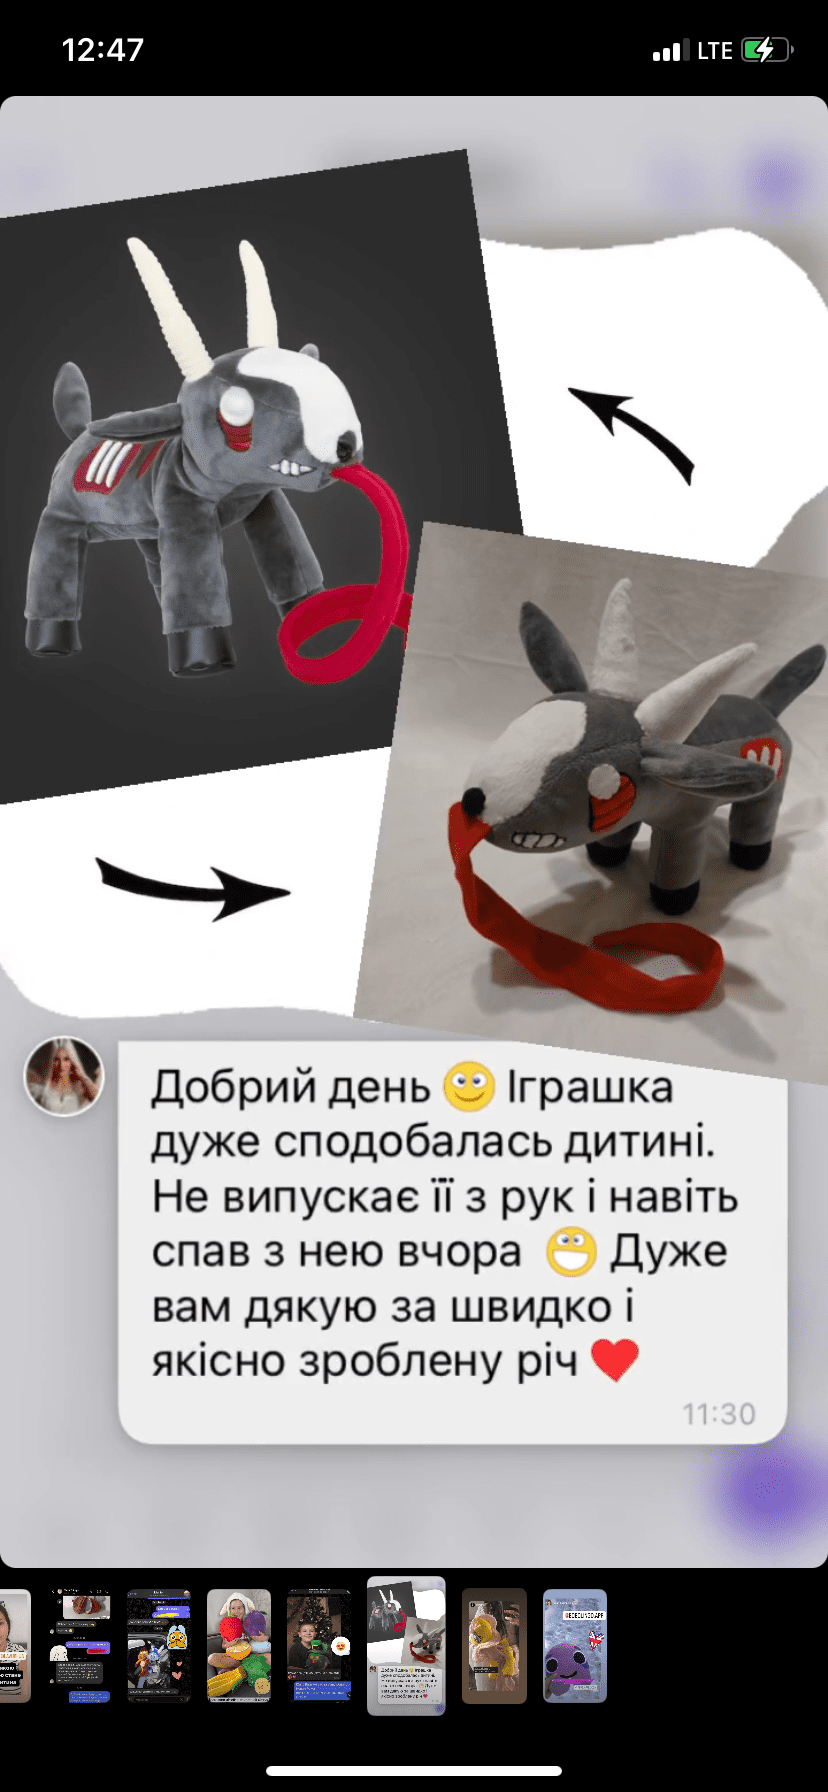 12:47
LTE
Добрий день 🙂 Іграшка
дуже сподобалась дитині.
Не випускає її з рук і навіть
спав з нею вчора 😁 Дуже
вам дякую за швидко і
якісно зроблену річ ❤️
11:30